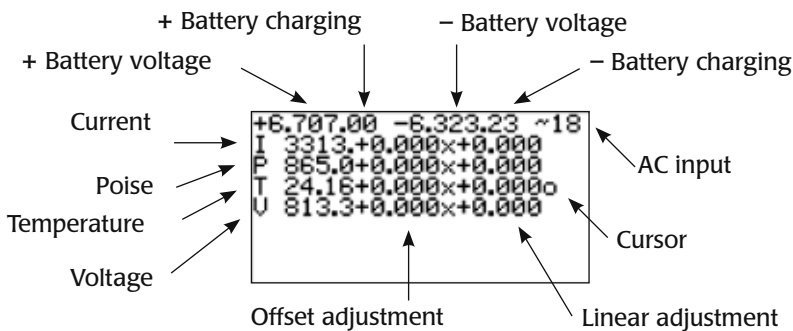 + Battery charging
− Battery voltage
+ Battery voltage
− Battery charging
Current
Poise
Temperature
Voltage
+6.707.00 −6.323.23 ~18
I 3313.+0.000x+0.000
P 865.0+0.000x+0.000
T 24.16+0.000x+0.000o
V 813.3+0.000x+0.000
AC input
Cursor
Offset adjustment
Linear adjustment